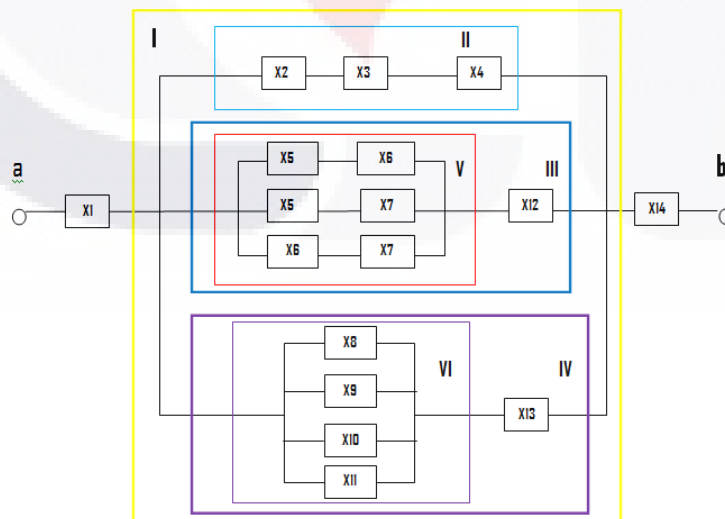 I
II
X2 X3 X4
X5 X6
V
III
a
b
X1
X5 X7
X12
X14
X6 X7
X8
VI
IV
X9
X13
X10
X11